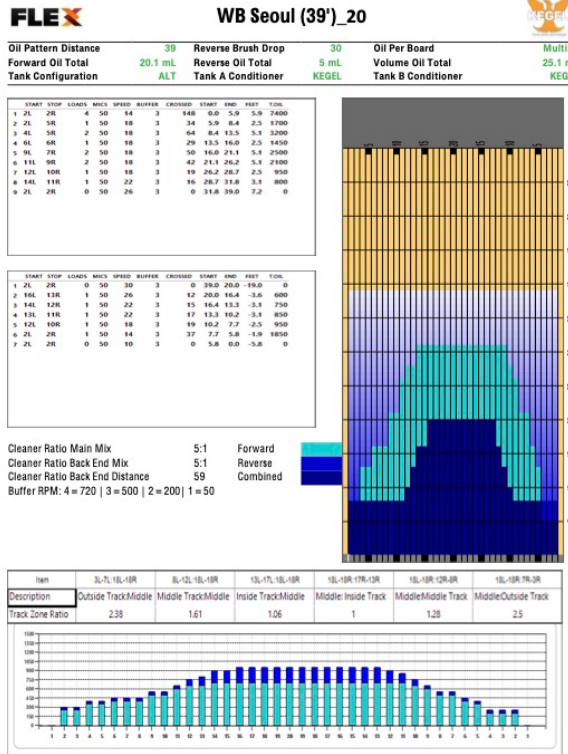 FLEX
WB Seoul (39')_20
KEGEL
Oil Pattern Distance 39 Reverse Brush Drop 30 Oil Per Board Multi
Forward Oil Total 20.1 mL Reverse Oil Total 5 mL Volume Oil Total 25.1
Tank Configuration ALT Tank A Conditioner KEGEL Tank B Conditioner KEG
START STOP LOADS MICS SPEED BUFFER CROSSED START END FEET T.OIL
1 2L 2R 4 50 14 3 148 0.0 5.9 5.9 7400
2 2L 5R 1 50 18 3 34 5.9 8.4 2.5 1700
3 4L 5R 2 50 18 3 64 8.4 13.5 5.1 3200
4 6L 6R 1 50 18 3 29 13.5 16.0 2.5 1450
5 9L 7R 2 50 18 3 50 16.0 21.1 5.1 2500
6 11L 9R 2 50 18 3 42 21.1 26.2 5.1 2100
7 12L 10R 1 50 18 3 19 26.2 28.7 2.5 950
8 14L 11R 1 50 22 3 16 28.7 31.8 3.1 800
9 2L 2R 0 50 26 3 0 31.8 39.0 7.2 0
START STOP LOADS MICS SPEED BUFFER CROSSED START END FEET T.OIL
1 2L 2R 0 50 30 3 0 39.0 20.0 -19.0 0
2 16L 13R 1 50 26 3 12 20.0 16.4 -3.6 600
3 14L 12R 1 50 22 3 15 16.4 13.3 -3.1 750
4 13L 11R 1 50 22 3 17 13.3 10.2 -3.1 850
5 12L 10R 1 50 18 3 19 10.2 7.7 -2.5 950
6 2L 2R 1 50 14 3 37 7.7 5.8 -1.9 1850
7 2L 2R 0 50 10 3 0 5.8 0.0 -5.8 0
Cleaner Ratio Main Mix 5:1 Forward
Cleaner Ratio Back End Mix 5:1 Reverse
Cleaner Ratio Back End Distance 59 Combined
Buffer RPM: 4 = 720 | 3 = 500 | 2 = 200 | 1 = 50
Item 3L-7L:18L-18R 8L-12L:18L-18R 13L-17L:18L-18R 18L-18R:17R-13R 18L-18R:12R-8R 18L-18R:7R-3R
Description Outside Track:Middle Middle Track:Middle Inside Track:Middle Middle: Inside Track Middle:Middle Track Middle:Outside Track
Track Zone Ratio 2.38 1.61 1.06 1 1.28 2.5